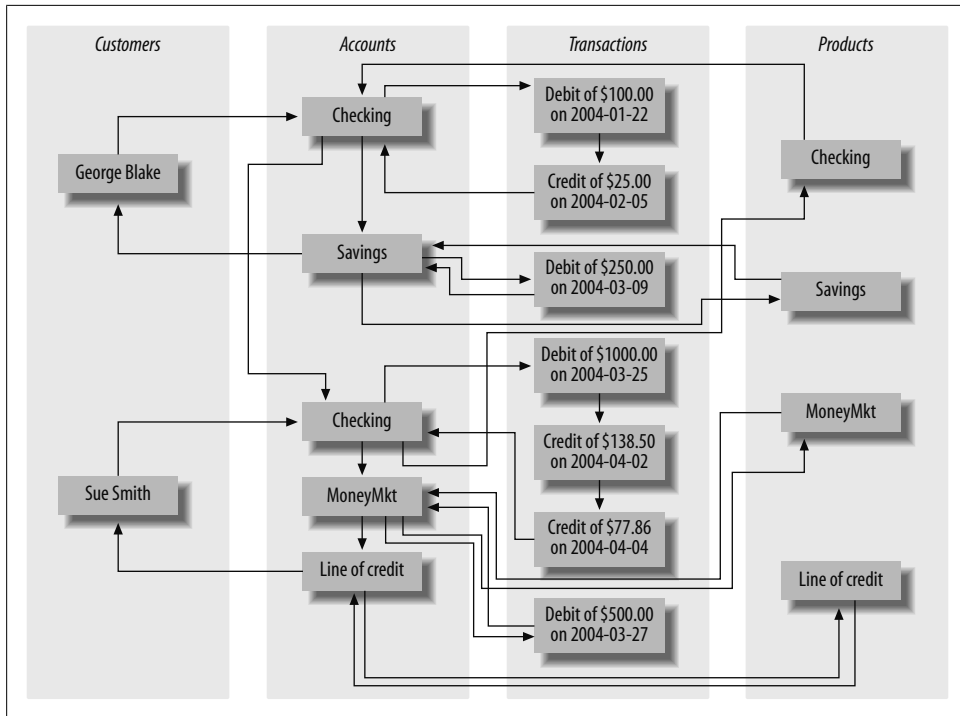 Customers
Accounts
Transactions
Products
George Blake
Sue Smith
Checking
Savings
Checking
MoneyMkt
Line of credit
Debit of $100.00
on 2004-01-22
Credit of $25.00
on 2004-02-05
Debit of $250.00
on 2004-03-09
Debit of $1000.00
on 2004-03-25
Credit of $138.50
on 2004-04-02
Credit of $77.86
on 2004-04-04
Debit of $500.00
on 2004-03-27
Checking
Savings
MoneyMkt
Line of credit